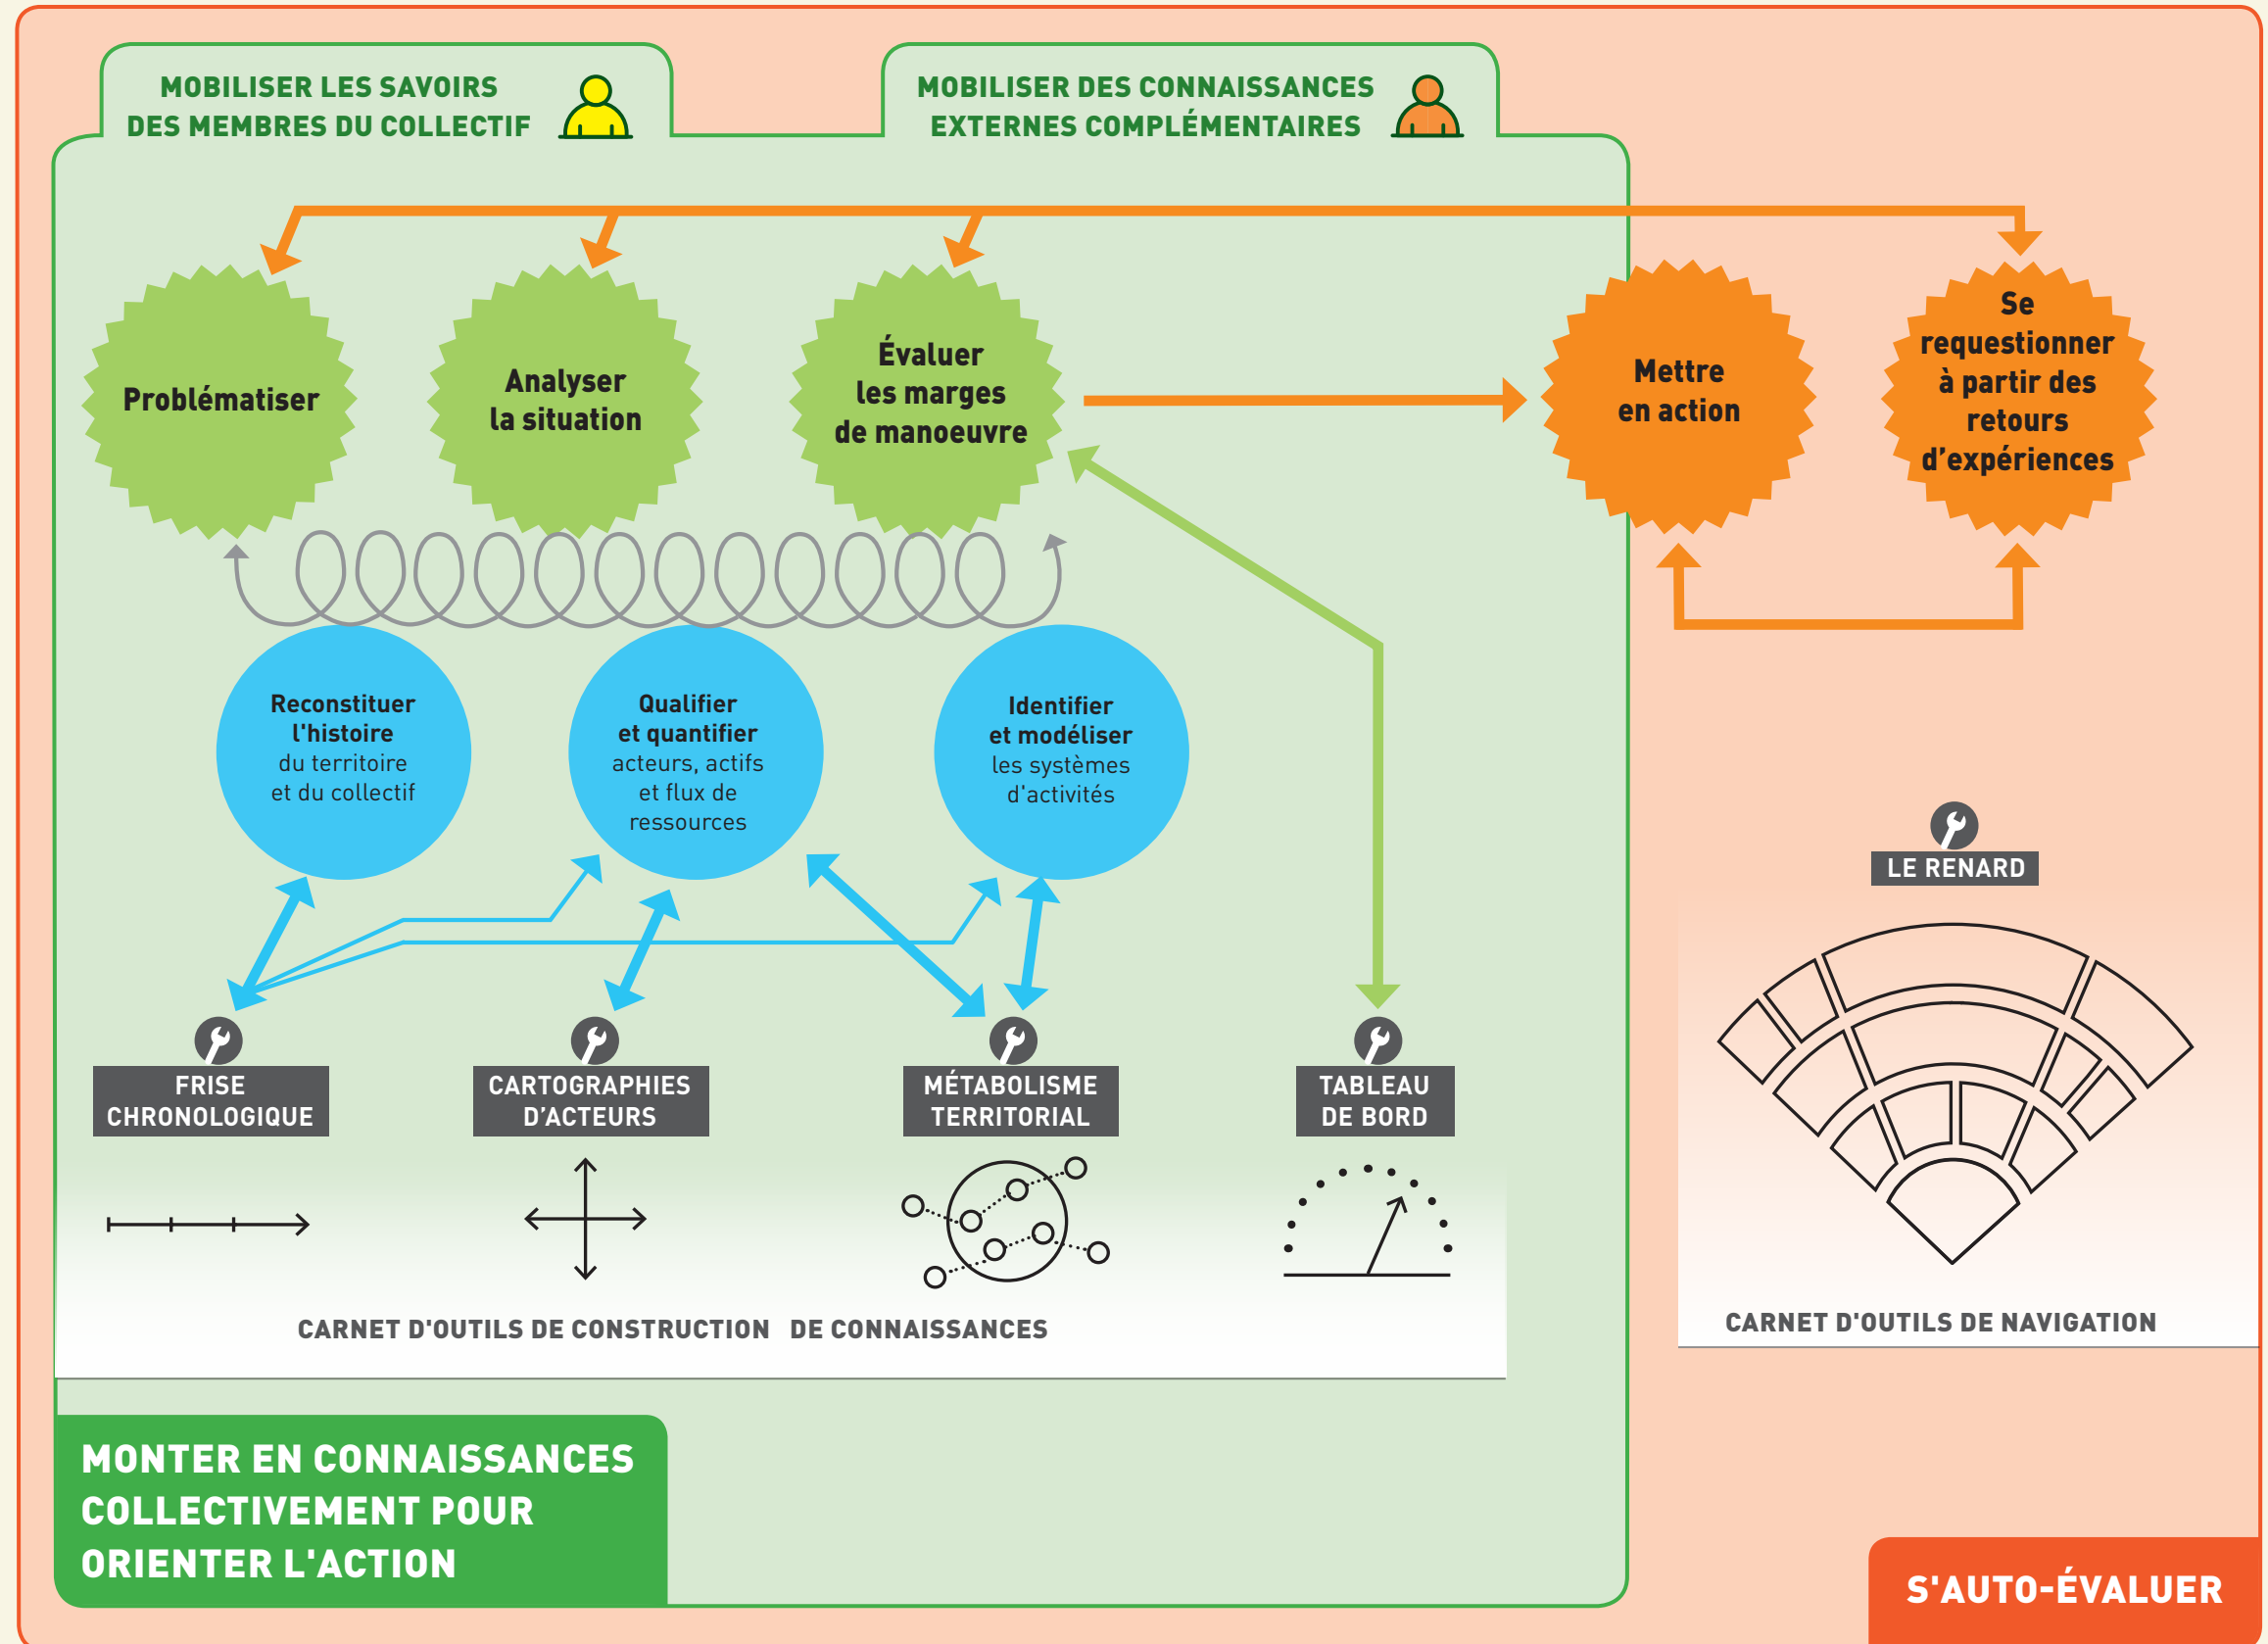 MOBILISER LES SAVOIRS
DES MEMBRES DU COLLECTIF
MOBILISER DES CONNAISSANCES
EXTERNES COMPLÉMENTAIRES
Problématiser
Analyser
la situation
Évaluer
les marges
de manoeuvre
Mettre
en action
Se
requestionner
à partir des
retours
d’expériences
Reconstituer
l'histoire
du territoire
et du collectif
Qualifier
et quantifier
acteurs, actifs
et flux de
ressources
Identifier
et modéliser
les systèmes
d'activités
LE RENARD
FRISE
CHRONOLOGIQUE
CARTOGRAPHIES
D’ACTEURS
MÉTABOLISME
TERRITORIAL
TABLEAU
DE BORD
CARNET D'OUTILS DE CONSTRUCTION DE CONNAISSANCES
CARNET D'OUTILS DE NAVIGATION
MONTER EN CONNAISSANCES
COLLECTIVEMENT POUR
ORIENTER L'ACTION
S'AUTO-ÉVALUER